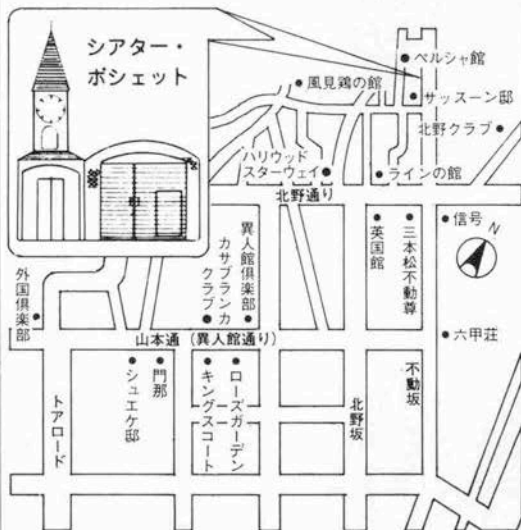 シアター・
ポシェット
ペルシャ館
風見鶏の館
サッスーン邸
北野クラブ
ハリウッド
スターウェイ
ラインの館
北野通り
信号
N
英国館
三本松不動尊
異人館倶楽部
カサブランカ
クラブ
外国倶楽部
六甲荘
山本通(異人館通り)
門那
シュエケ邸
ローズガーデン
キングスコート
不動坂
北野坂
トアロード